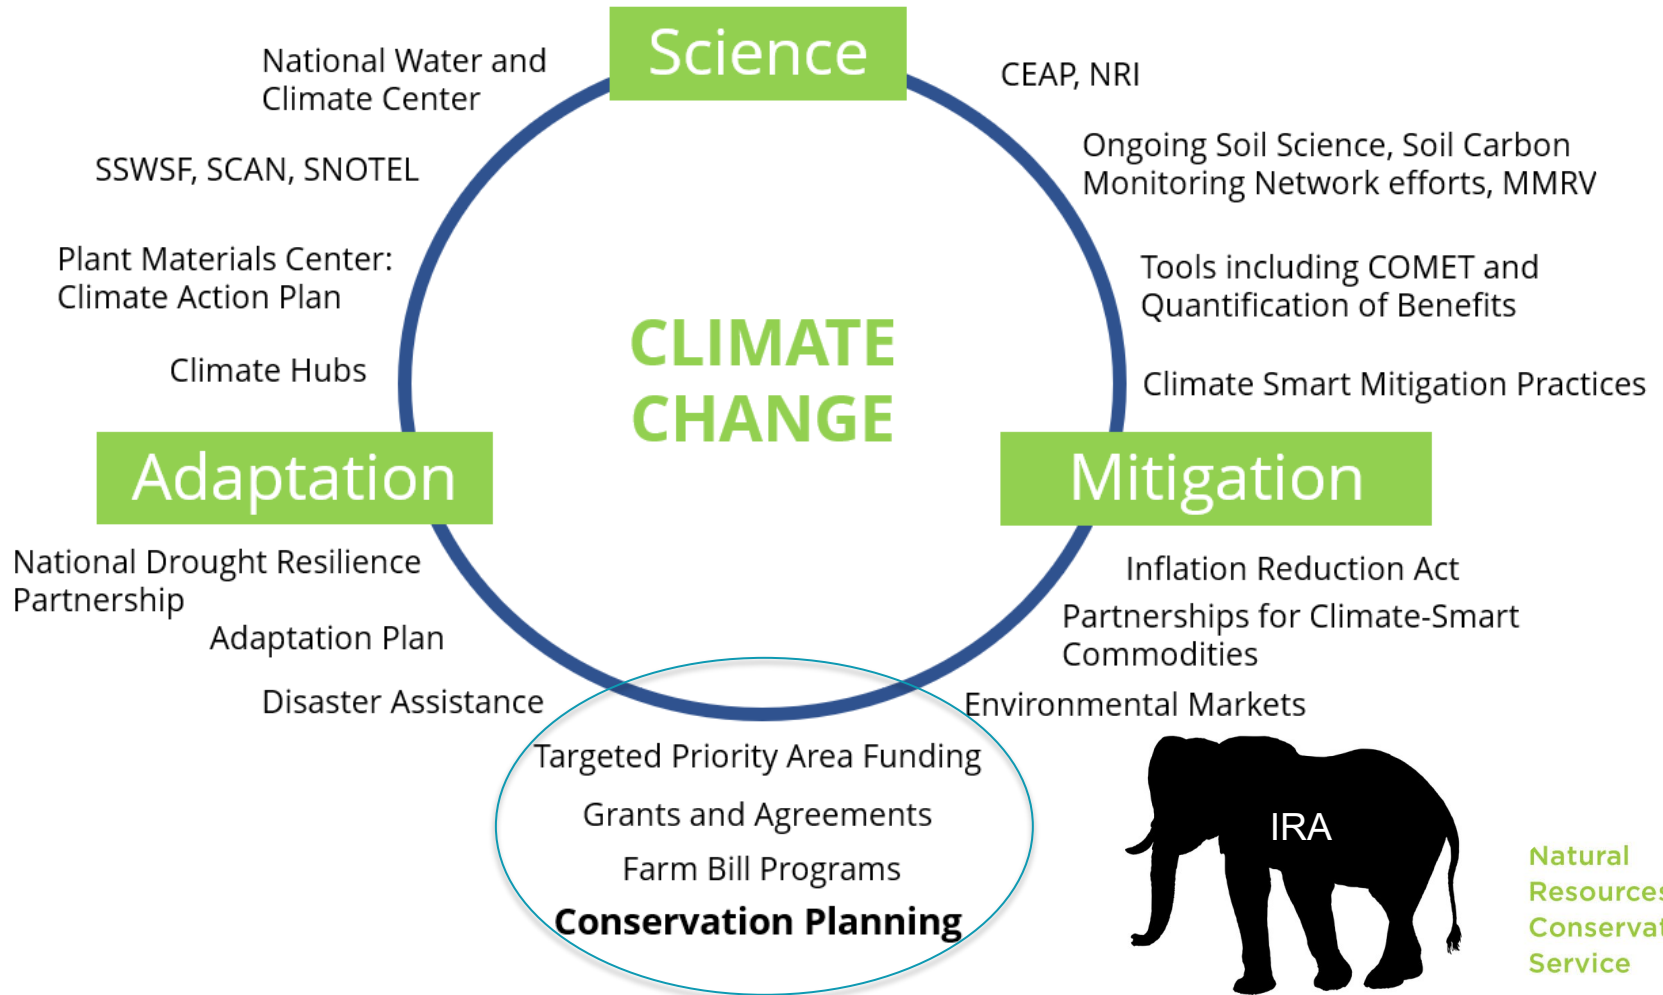 Science
National Water and
Climate Center
CEAP, NRI
SSWSF, SCAN, SNOTEL
Ongoing Soil Science, Soil Carbon
Monitoring Network efforts, MMRV
Plant Materials Center:
Climate Action Plan
Tools including COMET and
Quantification of Benefits
CLIMATE
CHANGE
Climate Hubs
Climate Smart Mitigation Practices
Adaptation
Mitigation
National Drought Resilience
Partnership
Inflation Reduction Act
Adaptation Plan
Partnerships for Climate-Smart
Commodities
Disaster Assistance
Environmental Markets
Targeted Priority Area Funding
Grants and Agreements
Farm Bill Programs
Conservation Planning
IRA
Natural
Resources
Conservat
Service